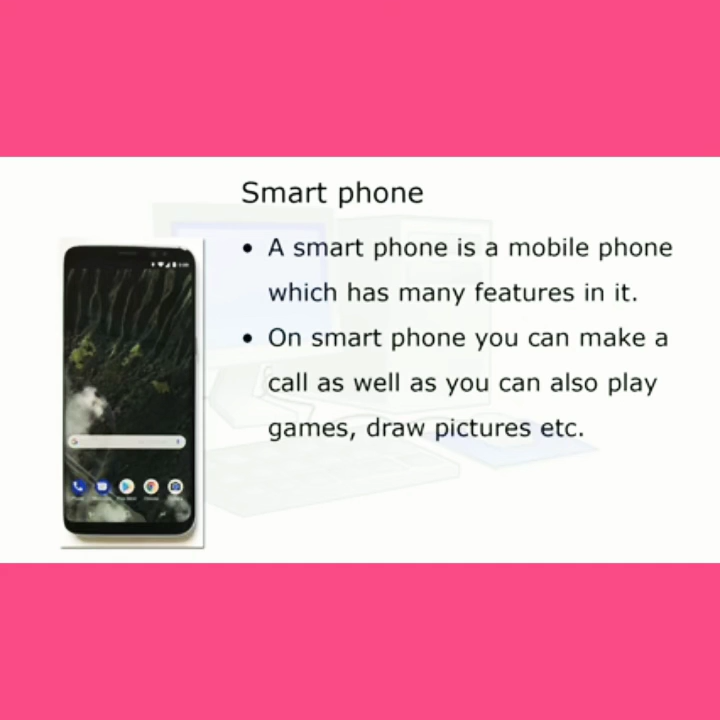 Smart phone
• A smart phone is a mobile phone
which has many features in it.
• On smart phone you can make a
call as well as you can also play
games, draw pictures etc.